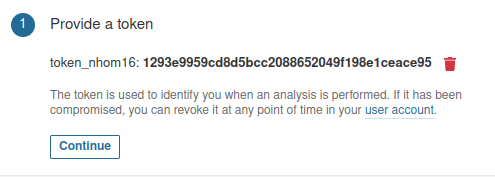 1 Provide a token
token_nhom16: 1293e9959cd8d5bcc2088652049f198e1ceace95
The token is used to identify you when an analysis is performed. If it has been
compromised, you can revoke it at any point of time in your user account.
Continue